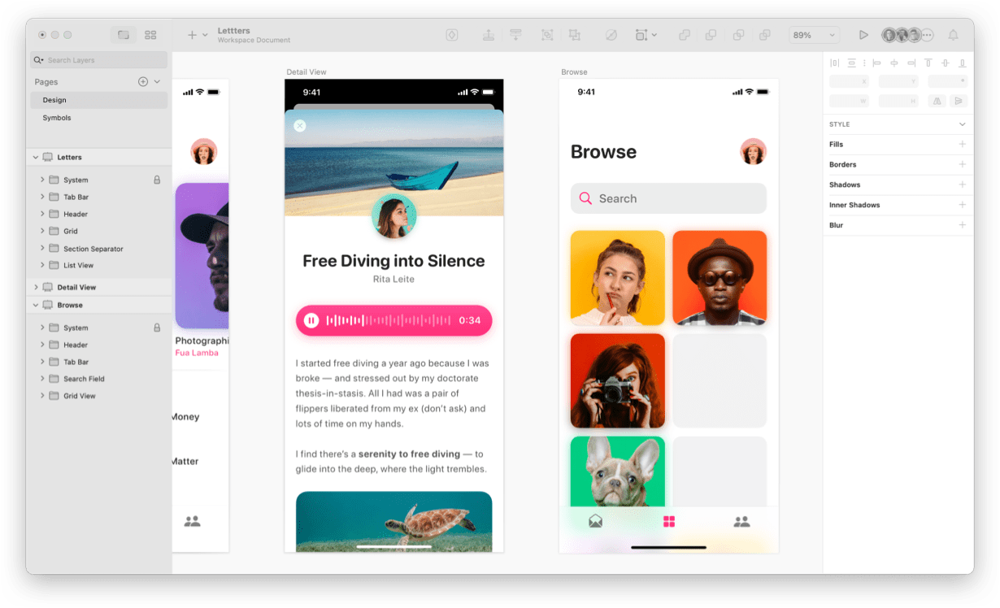 Lettters
Workspace Document
89%
Search Layers
Pages
Design
Symbols
Letters
System
Tab Bar
Header
Grid
Section Separator
List View
Detail View
Browse
System
Header
Tab Bar
Search Field
Grid View
Photographi
Fua Lamba
Money
Matter
Detail View
9:41
Free Diving into Silence
Rita Leite
0:34
I started free diving a year ago because I was
broke — and stressed out by my doctorate
thesis-in-stasis. All I had was a pair of
flippers liberated from my ex (don’t ask) and
lots of time on my hands.
I find there’s a serenity to free diving — to
glide into the deep, where the light trembles.
Browse
9:41
Browse
Search
X
Y
°
W
H
STYLE
Fills
Borders
Shadows
Inner Shadows
Blur